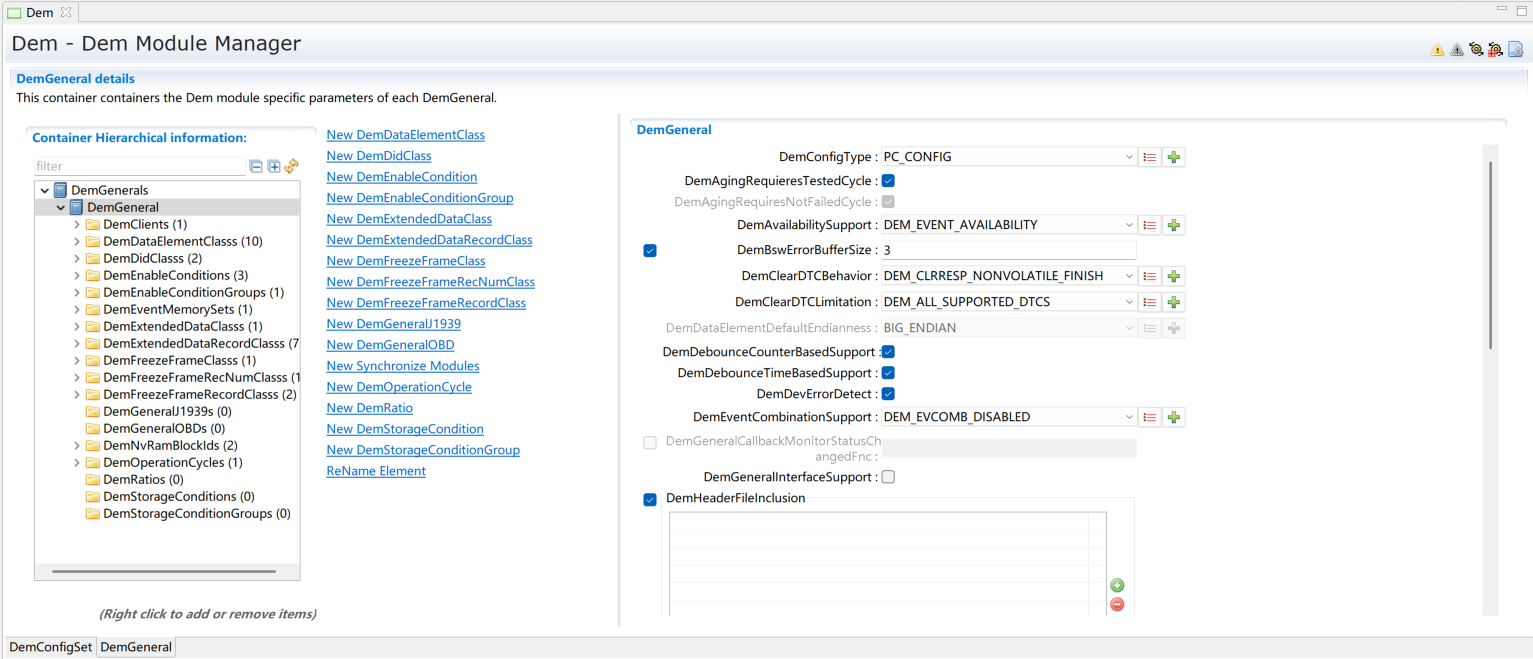 Dem
Dem - Dem Module Manager
DemGeneral details
This container containers the Dem module specific parameters of each DemGeneral.
Container Hierarchical information:
filter
DemGenerals
DemGeneral
DemClients (1)
DemDataElementClasss (10)
DemDidClasss (2)
DemEnableConditions (3)
DemEnableConditionGroups (1)
DemEventMemorySets (1)
DemExtendedDataClasss (1)
DemExtendedDataRecordClasss (7
DemFreezeFrameClasss (1)
DemFreezeFrameRecNumClasss (1
DemFreezeFrameRecordClasss (2)
DemGeneralJ1939s (0)
DemGeneralOBDs (0)
DemNvRamBlockIds (2)
DemOperationCycles (1)
DemRatios (0)
DemStorageConditions (0)
DemStorageConditionGroups (0)
(Right click to add or remove items)
New DemDataElementClass
New DemDidClass
New DemEnableCondition
New DemEnableConditionGroup
New DemExtendedDataClass
New DemExtendedDataRecordClass
New DemFreezeFrameClass
New DemFreezeFrameRecNumClass
New DemFreezeFrameRecordClass
New DemGeneralJ1939
New DemGeneralOBD
New Synchronize Modules
New DemOperationCycle
New DemRatio
New DemStorageCondition
New DemStorageConditionGroup
ReName Element
DemGeneral
DemConfigType : PC_CONFIG
DemAgingRequieresTestedCycle :
DemAgingRequiresNotFailedCycle :
DemAvailabilitySupport : DEM_EVENT_AVAILABILITY
DemBswErrorBufferSize : 3
DemClearDTCBehavior : DEM_CLRRESP_NONVOLATILE_FINISH
DemClearDTCLimitation : DEM_ALL_SUPPORTED_DTCS
DemDataElementDefaultEndianness : BIG_ENDIAN
DemDebounceCounterBasedSupport :
DemDebounceTimeBasedSupport :
DemDevErrorDetect :
DemEventCombinationSupport : DEM_EVCOMB_DISABLED
DemGeneralCallbackMonitorStatusCh
angedFnc :
DemGeneralInterfaceSupport :
DemHeaderFileInclusion
DemConfigSet DemGeneral